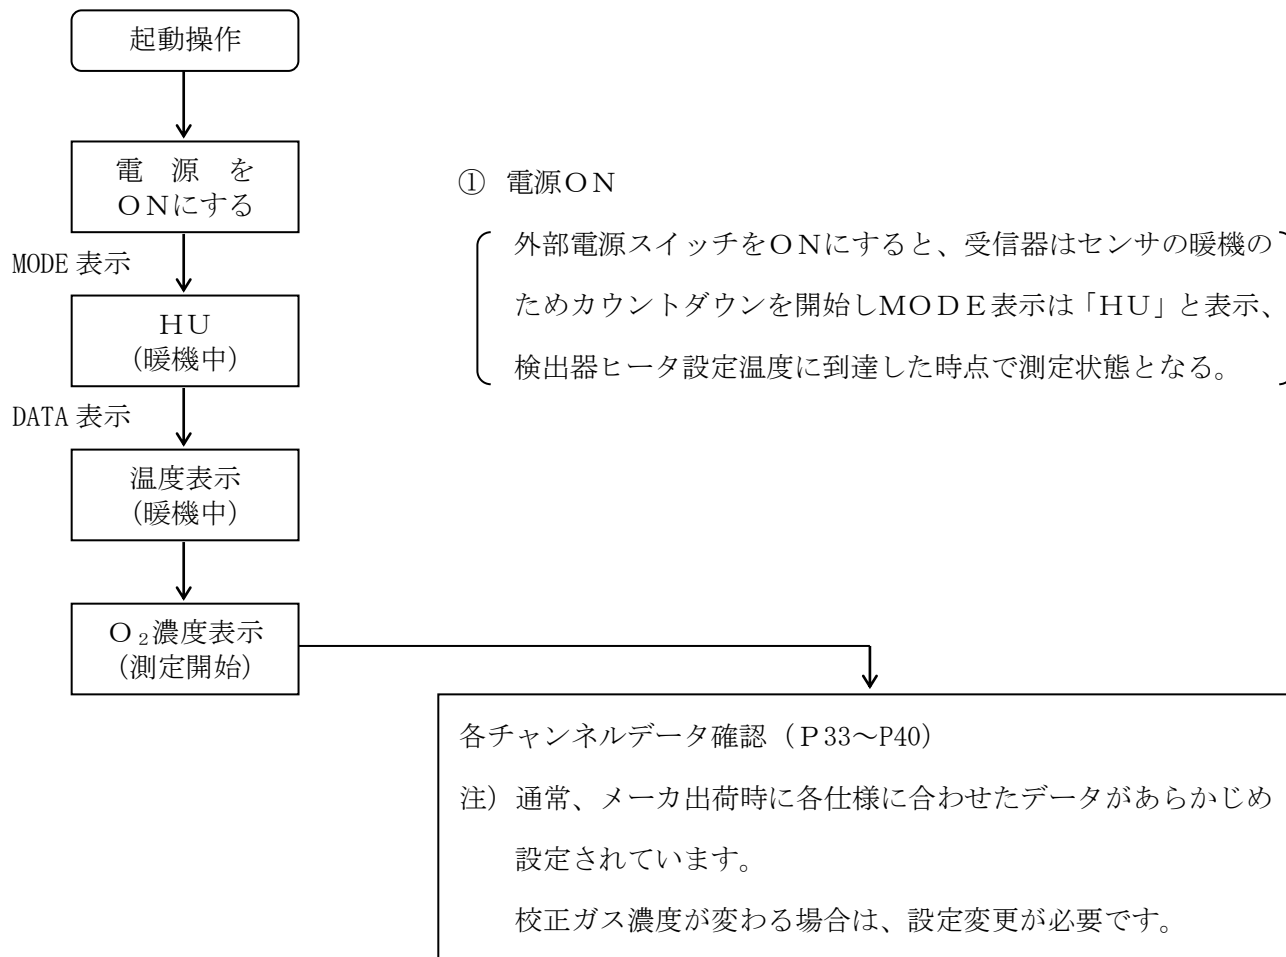 起動操作
電 源 を
ＯＮにする
MODE 表示
ＨＵ
(暖機中)
DATA 表示
温度表示
(暖機中)
Ｏ₂濃度表示
(測定開始)
① 電源ＯＮ
外部電源スイッチをＯＮにすると、受信器はセンサの暖機の
ためカウントダウンを開始しＭＯＤＥ表示は「ＨＵ」と表示、
検出器ヒータ設定温度に到達した時点で測定状態となる。
各チャンネルデータ確認（Ｐ33～P40）
注）通常、メーカ出荷時に各仕様に合わせたデータがあらかじめ
設定されています。
校正ガス濃度が変わる場合は、設定変更が必要です。